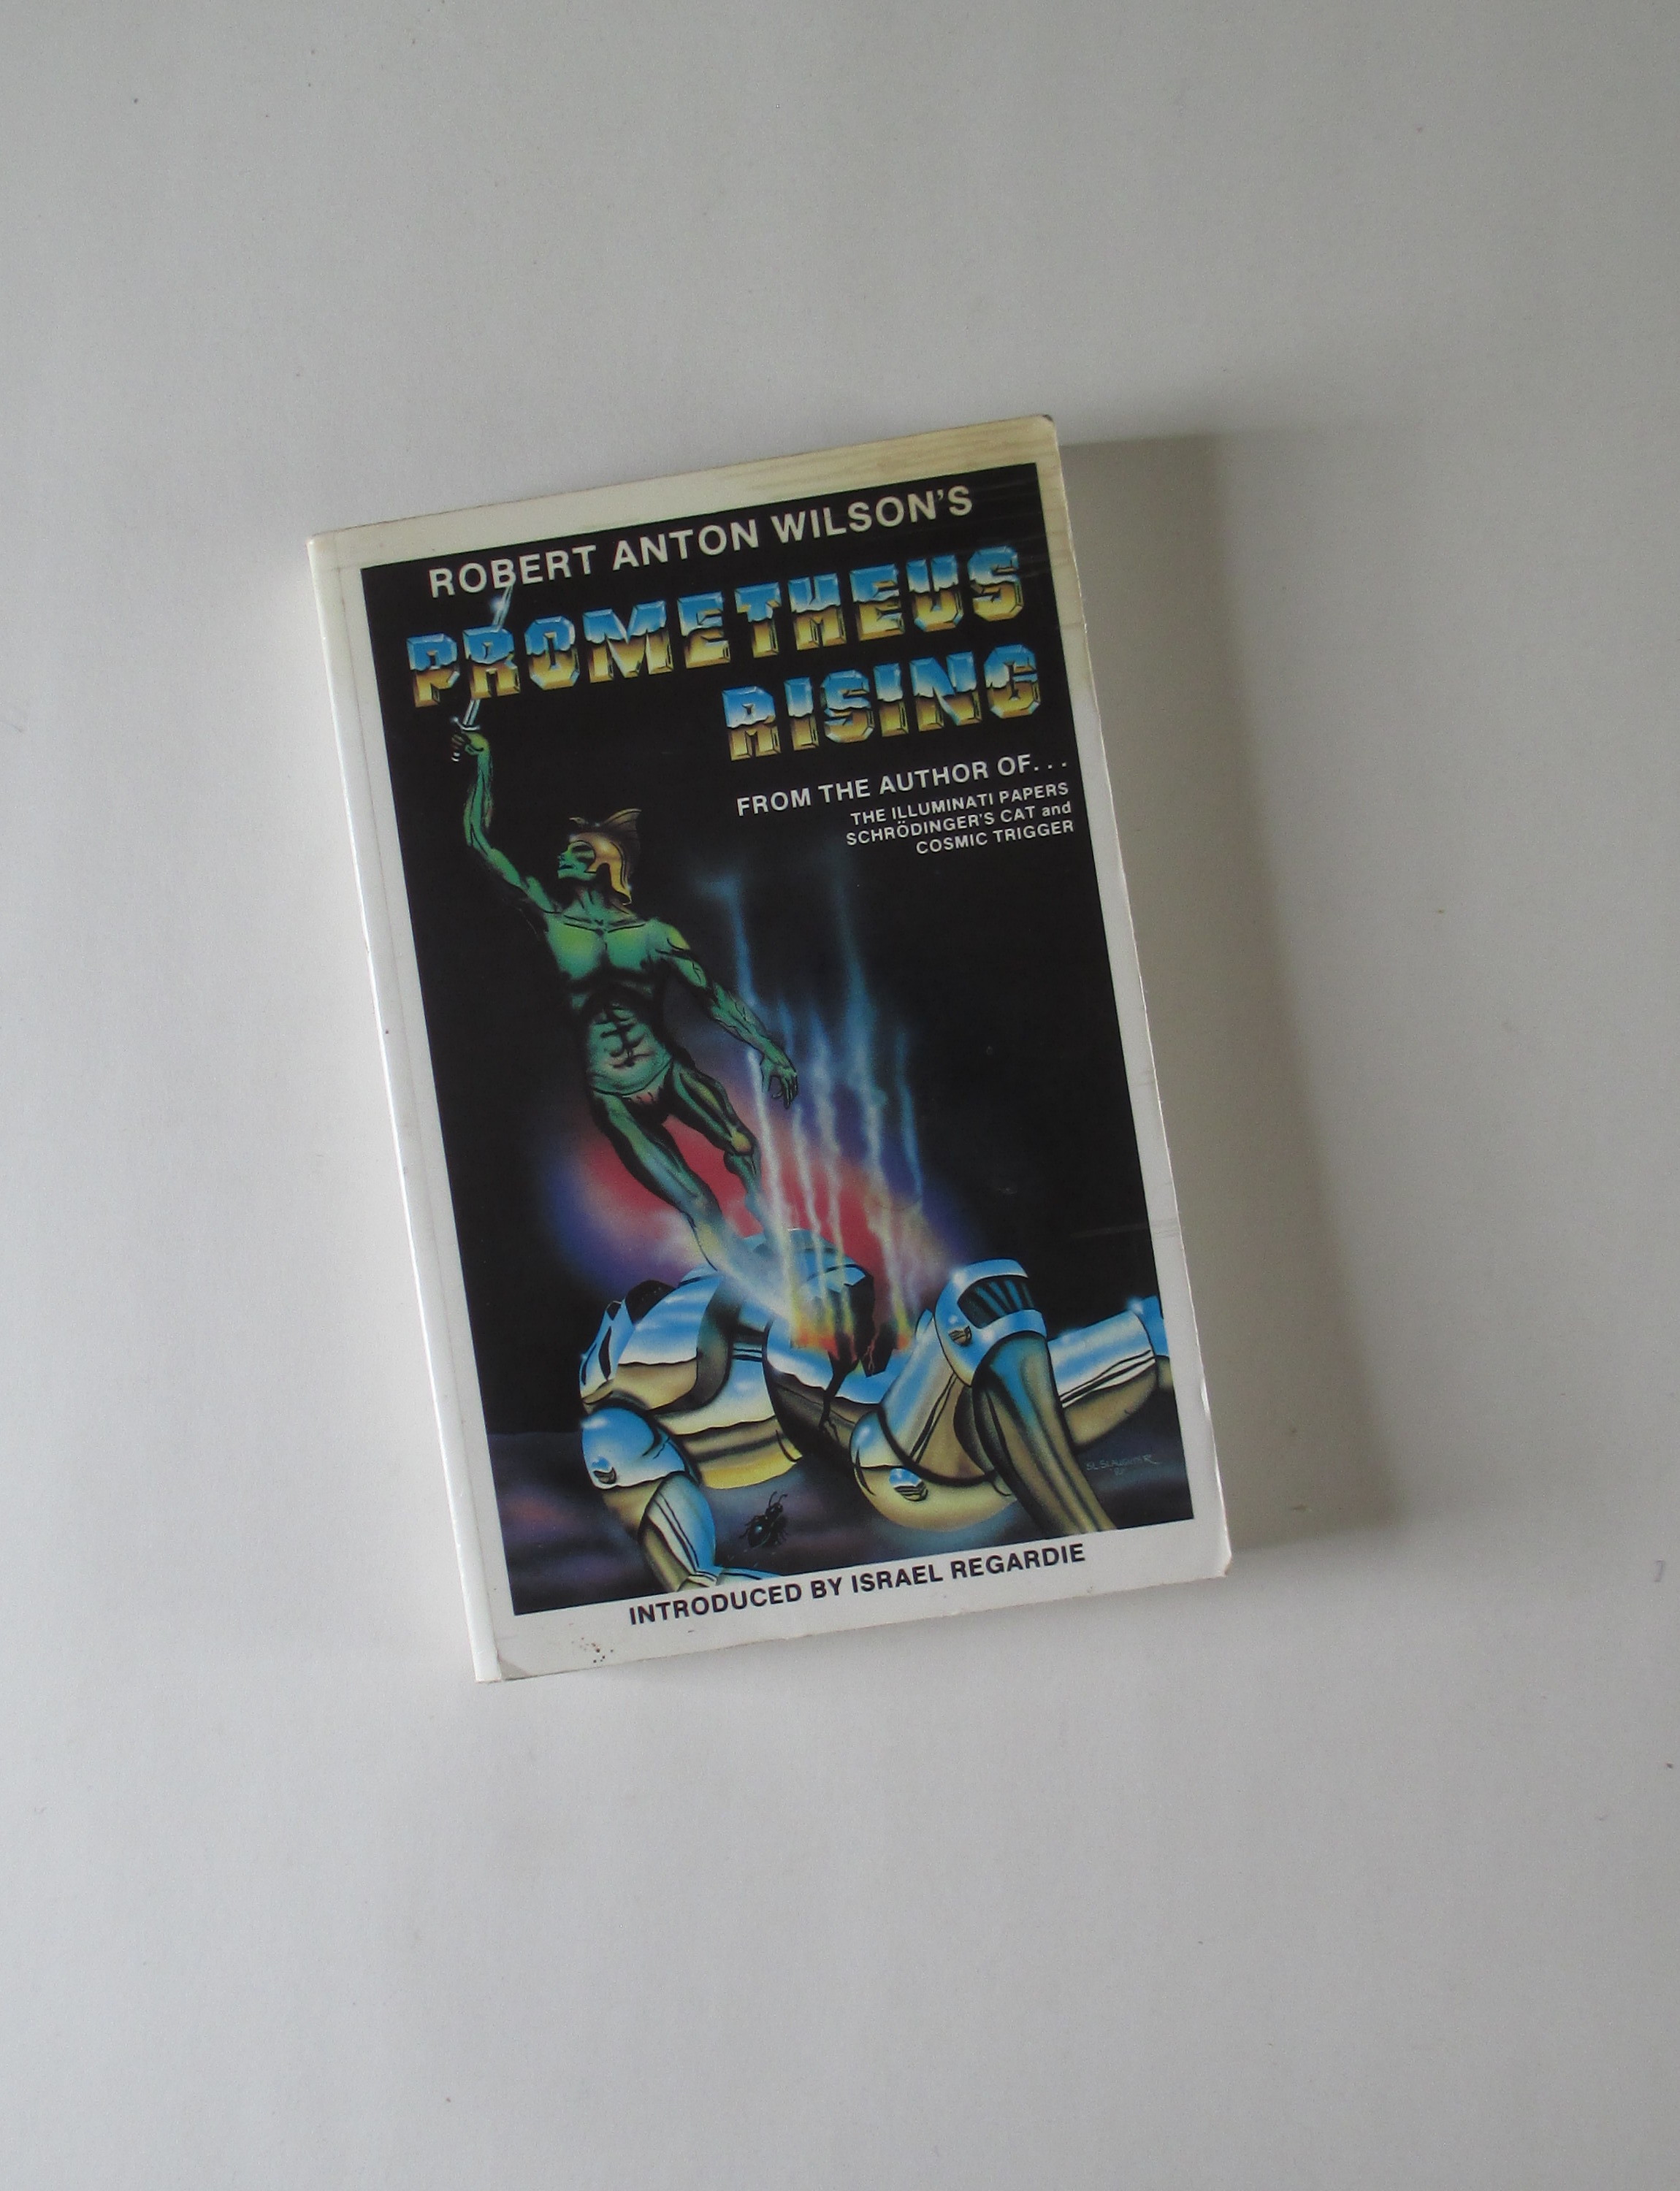 ROBERT ANTON WILSON'S
PROMETHEUS
RISING
FROM THE AUTHOR OF...
THE ILLUMINATI PAPERS
SCHRÖDINGER'S CAT and
COSMIC TRIGGER
INTRODUCED BY ISRAEL REGARDIE